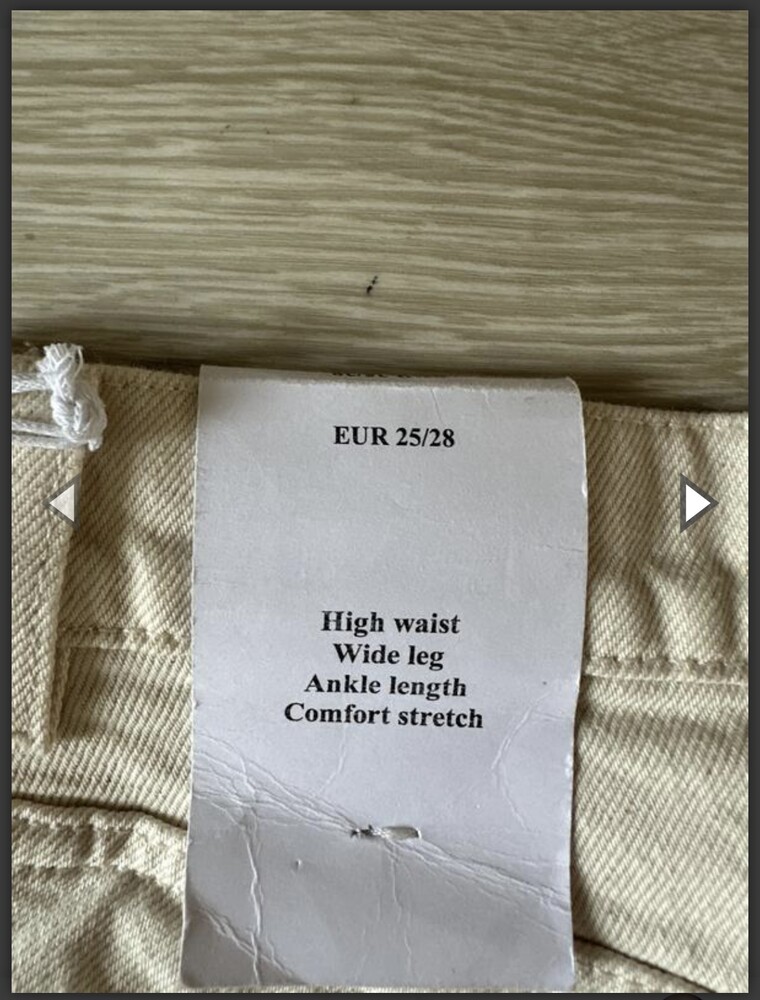 EUR 25/28
High waist
Wide leg
Ankle length
Comfort stretch